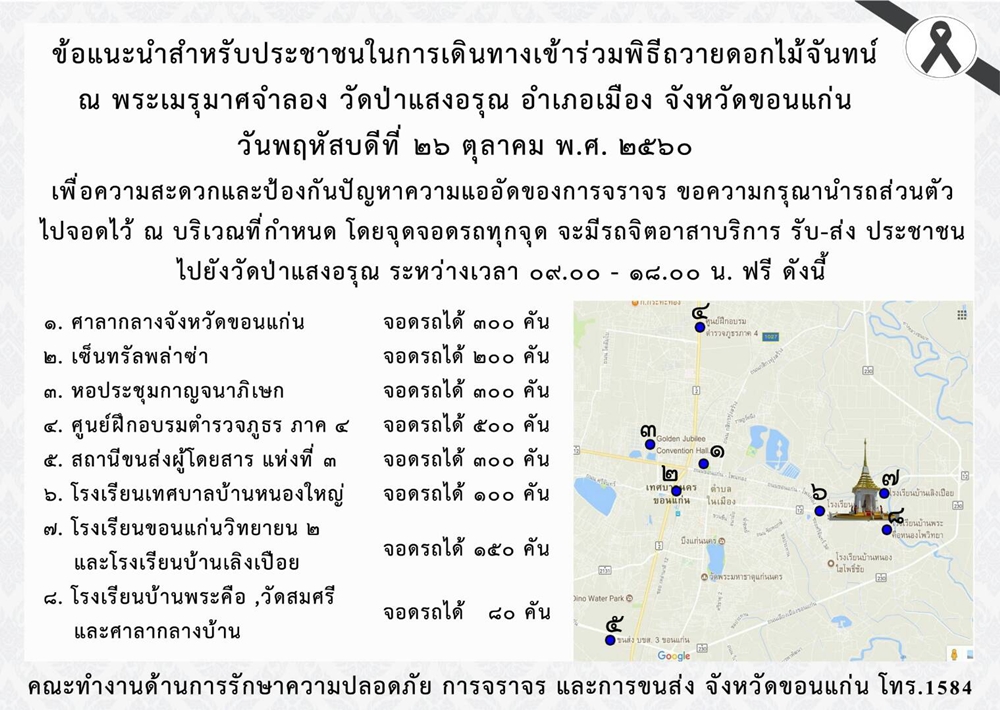 ข้อแนะนำสำหรับประชาชนในการเดินทางเข้าร่วมพิธีถวายดอกไม้จันทน์
ณ พระเมรุมาศจำลอง วัดป่าแสงอรุณ อำเภอเมือง จังหวัดขอนแก่น
วันพฤหัสบดีที่ ๒๖ ตุลาคม พ.ศ. ๒๕๖๐
เพื่อความสะดวกและป้องกันปัญหาความแออัดของการจราจร ขอความกรุณานำรถส่วนตัว
ไปจอดไว้ ณ บริเวณที่กำหนด โดยจุดจอดรถทุกจุด จะมีรถจิตอาสาบริการ รับ-ส่ง ประชาชน
ไปยังวัดป่าแสงอรุณ ระหว่างเวลา ๐๙.๐๐ - ๑๘.๐๐ น. ฟรี ดังนี้
๑. ศาลากลางจังหวัดขอนแก่น จอดรถได้ ๓๐๐ คัน
๒. เซ็นทรัลพล่าซ่า จอดรถได้ ๒๐๐ คัน
๓. หอประชุมกาญจนาภิเษก จอดรถได้ ๓๐๐ คัน
๔. ศูนย์ฝึกอบรมตำรวจภูธร ภาค ๔ จอดรถได้ ๕๐๐ คัน
๕. สถานีขนส่งผู้โดยสาร แห่งที่ ๓ จอดรถได้ ๓๐๐ คัน
๖. โรงเรียนเทศบาลบ้านหนองใหญ่ จอดรถได้ ๑๐๐ คัน
๗. โรงเรียนขอนแก่นวิทยายน ๒
และโรงเรียนบ้านเลิงเปือย จอดรถได้ ๑๕๐ คัน
๘. โรงเรียนบ้านพระคือ ,วัดสมศรี
และศาลากลางบ้าน จอดรถได้ ๘๐ คัน
๔
ศูนย์ฝึกอบรม
ตำรวจภูธรภาค 4
๓
Golden Jubilee
Convention Hall
๑
๒
เทศบาลนคร
ขอนแก่น
ตำบล
ในเมือง
๖
โรงเรียน
๗
โรงเรียนบ้านเลิงเปือย
๘
โรงเรียนบ้านพระ
คือหนองโพวิทยา
โรงเรียนบ้านหนอง
ไฮโพธิ์ชัย
บึงแก่นนคร
วัดพระมหาธาตุแก่นนคร
Dino Water Park
๕
ขนส่ง บขส. 3 ขอนแก่น
Google
คณะทำงานด้านการรักษาความปลอดภัย การจราจร และการขนส่ง จังหวัดขอนแก่น โทร.1584